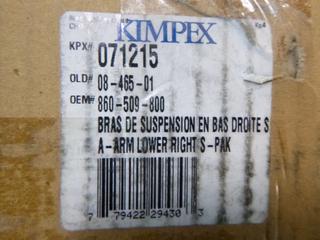 KIMPEX
KPX# 071215
OLD# 08-465-01
OEM# 860-509-800
BRAS DE SUSPENSION EN BAS DROITE S
A-ARM LOWER RIGHT S-PAK
7 79422 29430 3